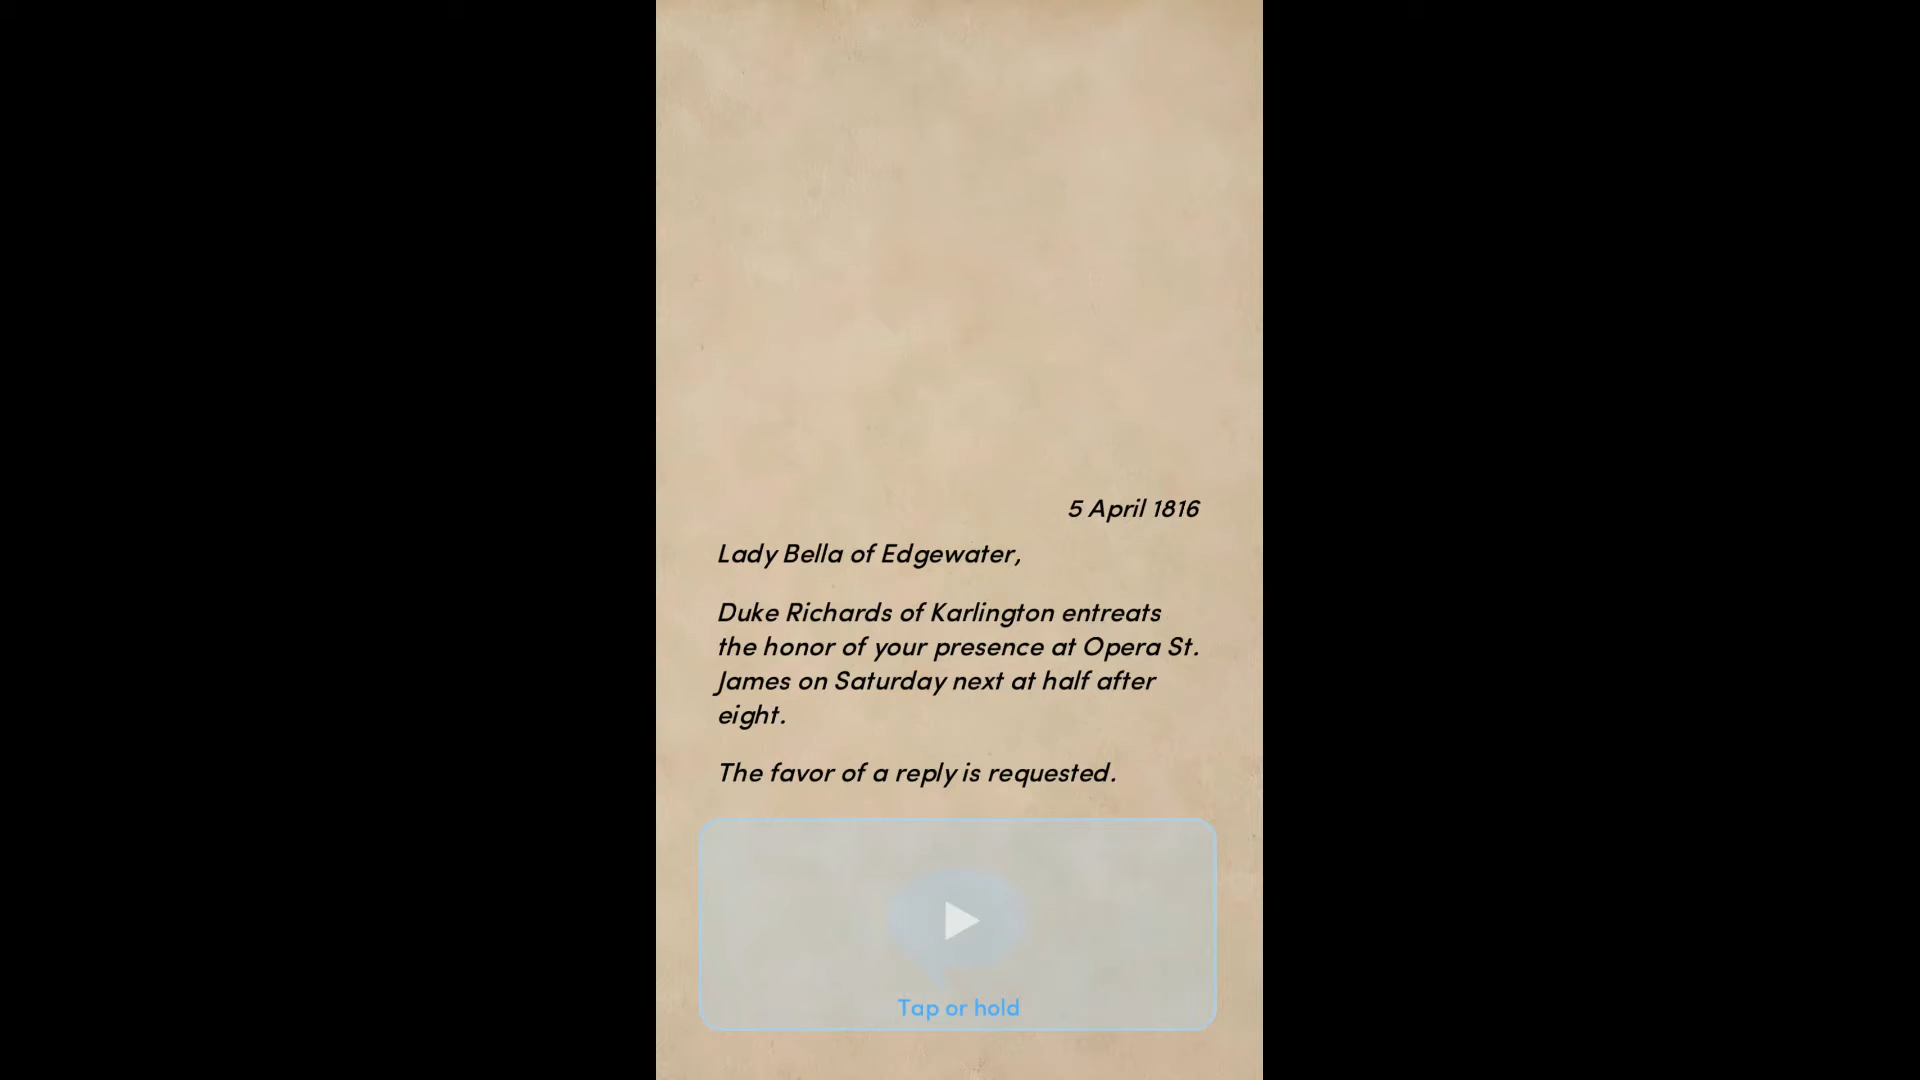 5 April 1816
Lady Bella of Edgewater,
Duke Richards of Karlington entreats
the honor of your presence at Opera St.
James on Saturday next at half after
eight.
The favor of a reply is requested.
Tap or hold